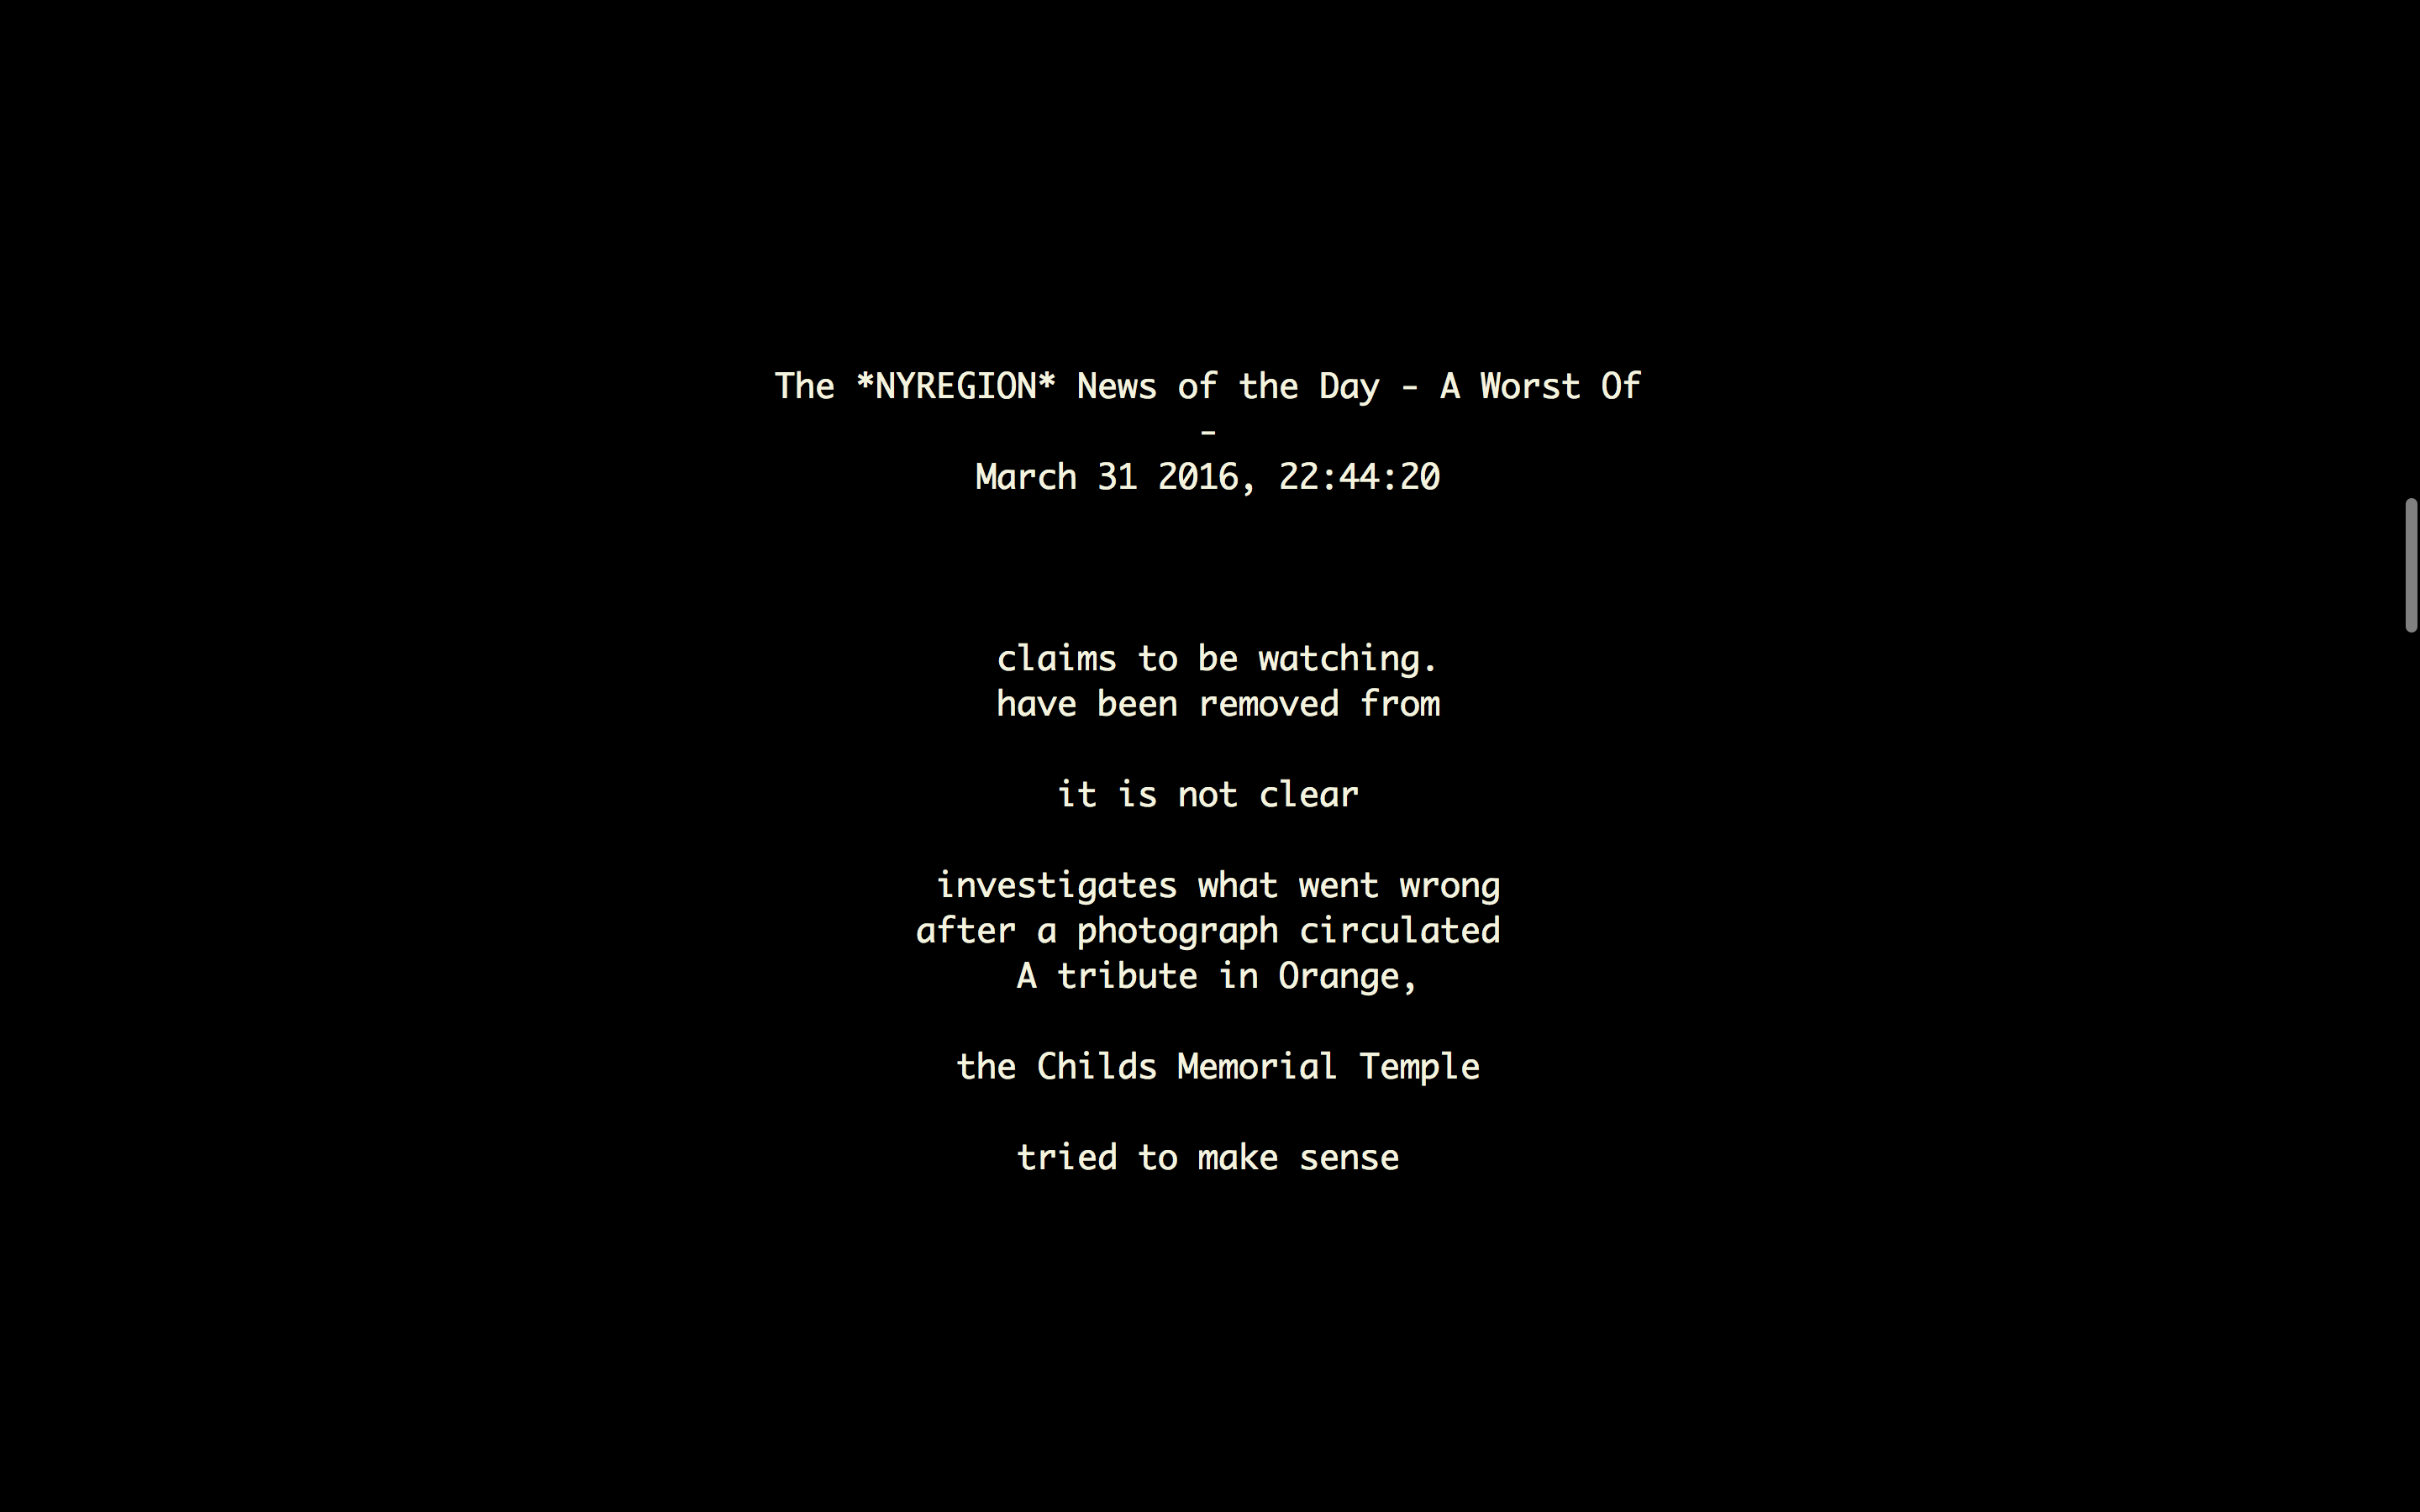 The *NYREGION* News of the Day - A Worst Of
-
March 31 2016, 22:44:20
claims to be watching.
have been removed from
it is not clear
investigates what went wrong
after a photograph circulated
A tribute in Orange,
the Childs Memorial Temple
tried to make sense